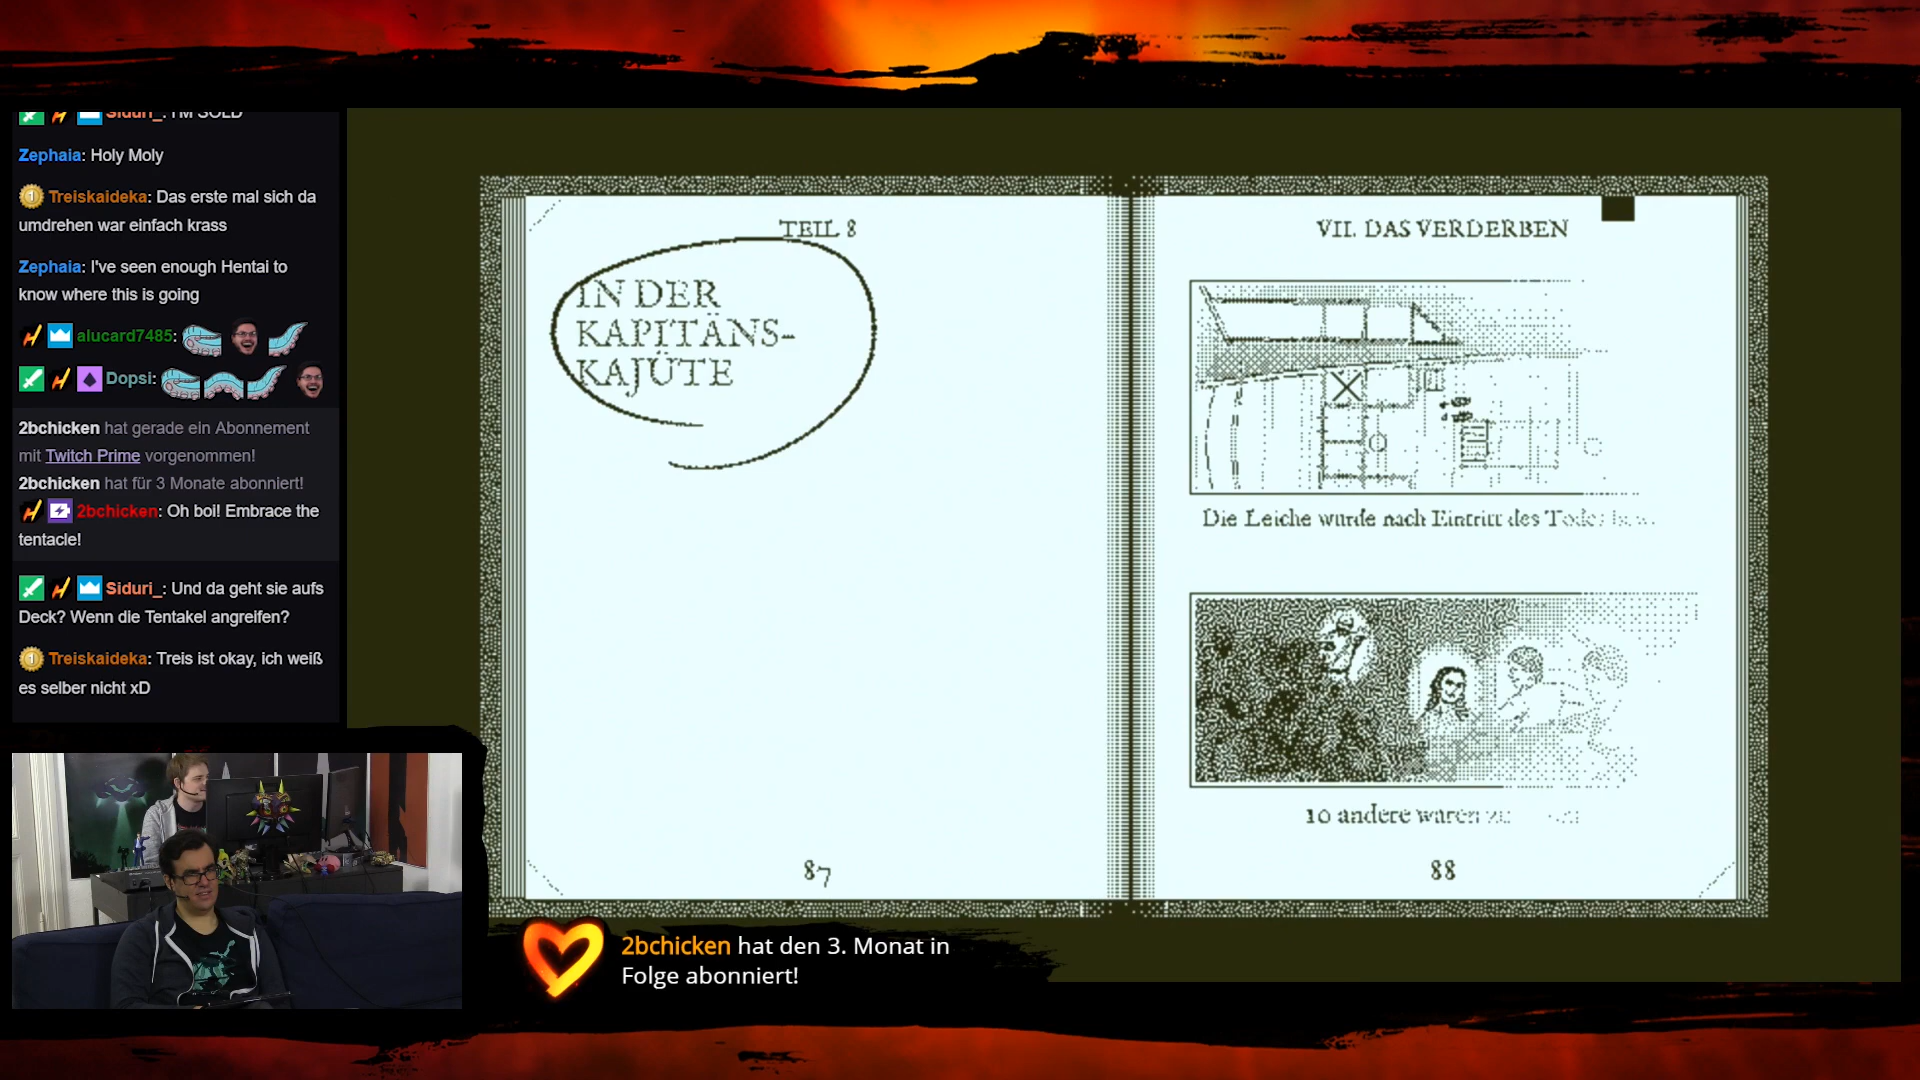 Siduri_: I'M SOLD
Zephaia: Holy Moly
Treiskaideka: Das erste mal sich da
umdrehen war einfach krass
Zephaia: I've seen enough Hentai to
know where this is going
alucard7485:
Dopsi:
2bchicken hat gerade ein Abonnement
mit Twitch Prime vorgenommen!
2bchicken hat für 3 Monate abonniert!
2bchicken: Oh boi! Embrace the
tentacle!
Siduri_: Und da geht sie aufs
Deck? Wenn die Tentakel angreifen?
Treiskaideka: Treis ist okay, ich weiß
es selber nicht xD
TEIL 8
IN DER
KAPITÄNS-
KAJÜTE
87
VII. DAS VERDERBEN
Die Leiche wurde nach Eintritt des Todes
10 andere waren
88
2bchicken hat den 3. Monat in
Folge abonniert!